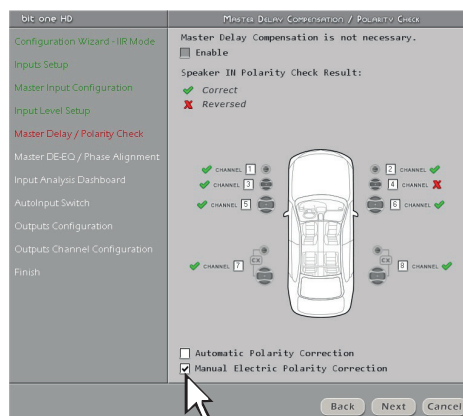 bit one HD
Master Delay Compensation / Polarity Check
Configuration Wizard - IIR Mode
Inputs Setup
Master Input Configuration
Input Level Setup
Master Delay / Polarity Check
Master DE-EQ / Phase Alignment
Input Analysis Dashboard
AutoInput Switch
Outputs Configuration
Outputs Channel Configuration
Finish
Master Delay Compensation is not necessary.
Enable
Speaker IN Polarity Check Result:
Correct
Reversed
CHANNEL 1
2 CHANNEL
CHANNEL 3
4 CHANNEL
CHANNEL 5
6 CHANNEL
CX
CX
CHANNEL 7
8 CHANNEL
Automatic Polarity Correction
Manual Electric Polarity Correction
Back Next Cancel